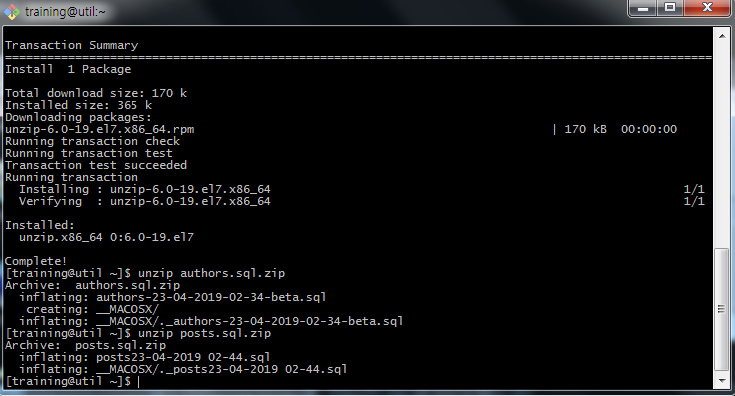 training@util:~
Transaction Summary
================================================================================
Install  1 Package
Total download size: 170 k
Installed size: 365 k
Downloading packages:
unzip-6.0-19.el7.x86_64.rpm | 170 kB  00:00:00
Running transaction check
Running transaction test
Transaction test succeeded
Running transaction
  Installing : unzip-6.0-19.el7.x86_64 1/1
  Verifying  : unzip-6.0-19.el7.x86_64 1/1
Installed:
  unzip.x86_64 0:6.0-19.el7
Complete!
[training@util ~]$ unzip authors.sql.zip
Archive:  authors.sql.zip
  inflating: authors-23-04-2019-02-34-beta.sql
   creating: __MACOSX/
  inflating: __MACOSX/._authors-23-04-2019-02-34-beta.sql
[training@util ~]$ unzip posts.sql.zip
Archive:  posts.sql.zip
  inflating: posts23-04-2019 02-44.sql
  inflating: __MACOSX/._posts23-04-2019 02-44.sql
[training@util ~]$